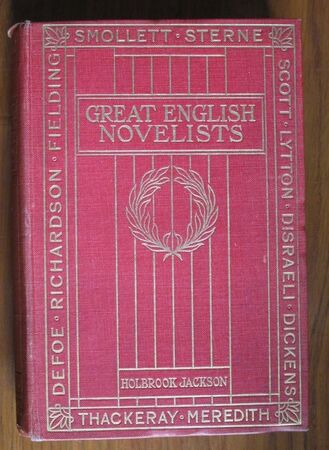 DEFOE · RICHARDSON · FIELDING
SMOLLETT · STERNE
SCOTT · LYTTON · DISRAELI · DICKENS
THACKERAY · MEREDITH
GREAT ENGLISH
NOVELISTS
HOLBROOK JACKSON